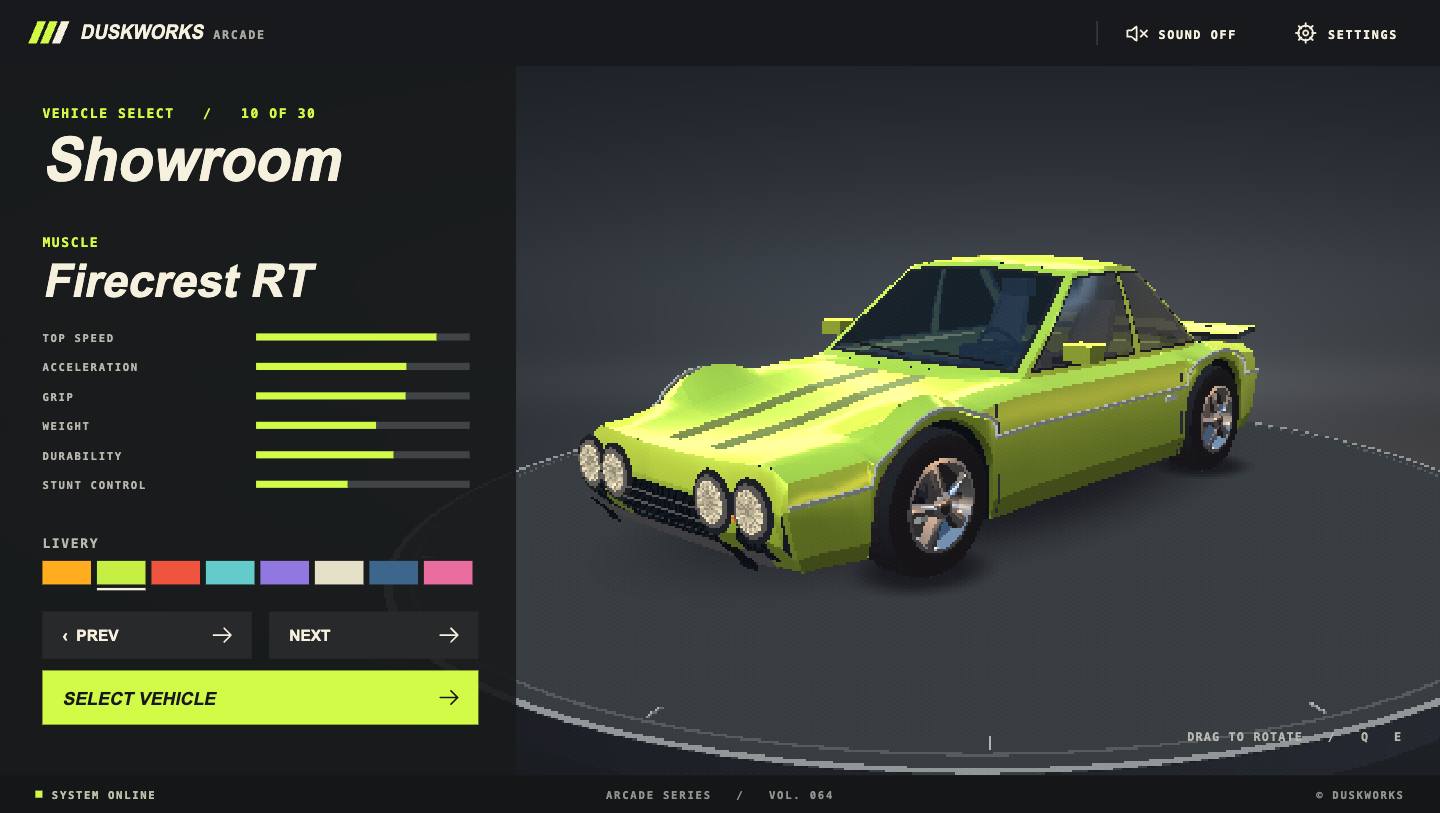 DUSKWORKS ARCADE
SOUND OFF
SETTINGS
VEHICLE SELECT / 10 OF 30
Showroom
MUSCLE
Firecrest RT
TOP SPEED
ACCELERATION
GRIP
WEIGHT
DURABILITY
STUNT CONTROL
LIVERY
‹ PREV
NEXT
SELECT VEHICLE
DRAG TO ROTATE / Q E
SYSTEM ONLINE
ARCADE SERIES / VOL. 064
© DUSKWORKS